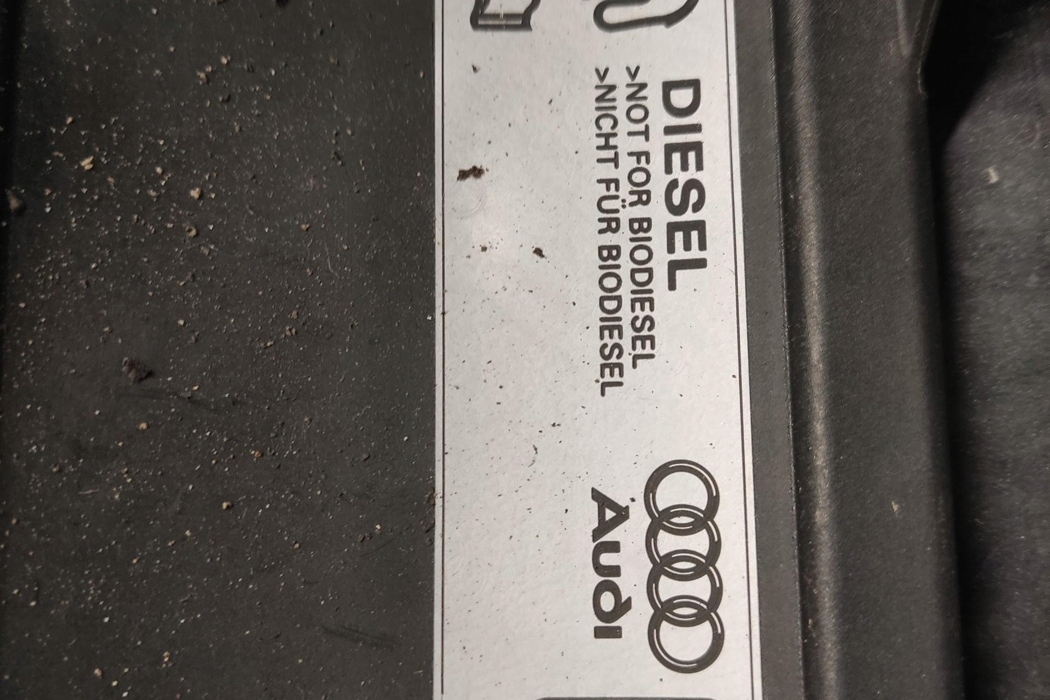 DIESEL
>NOT FOR BIODIESEL
>NICHT FÜR BIODIESEL
Audi